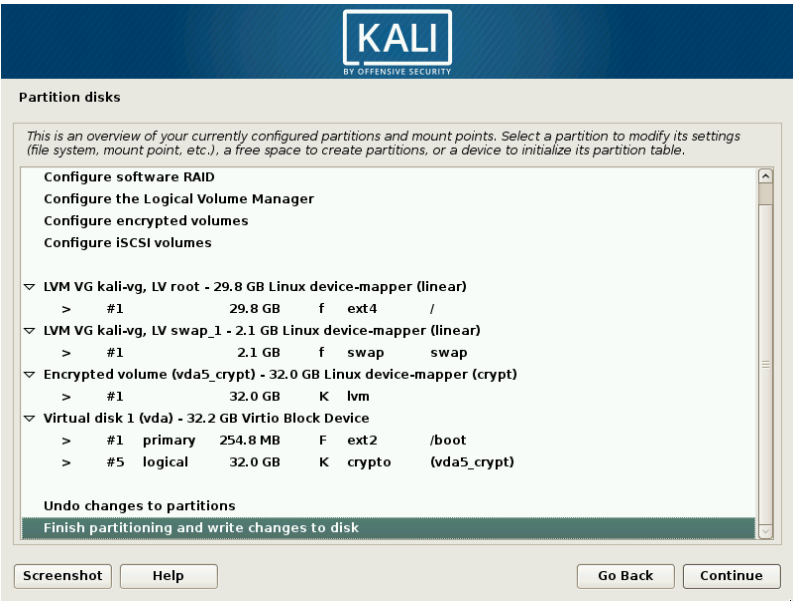 KALI
BY OFFENSIVE SECURITY
Partition disks
This is an overview of your currently configured partitions and mount points. Select a partition to modify its settings
(file system, mount point, etc.), a free space to create partitions, or a device to initialize its partition table.
Configure software RAID
Configure the Logical Volume Manager
Configure encrypted volumes
Configure iSCSI volumes
LVM VG kali-vg, LV root - 29.8 GB Linux device-mapper (linear)
> #1 29.8 GB f ext4 /
LVM VG kali-vg, LV swap_1 - 2.1 GB Linux device-mapper (linear)
> #1 2.1 GB f swap swap
Encrypted volume (vda5_crypt) - 32.0 GB Linux device-mapper (crypt)
> #1 32.0 GB K lvm
Virtual disk 1 (vda) - 32.2 GB Virtio Block Device
> #1 primary 254.8 MB F ext2 /boot
> #5 logical 32.0 GB K crypto (vda5_crypt)
Undo changes to partitions
Finish partitioning and write changes to disk
Screenshot Help Go Back Continue